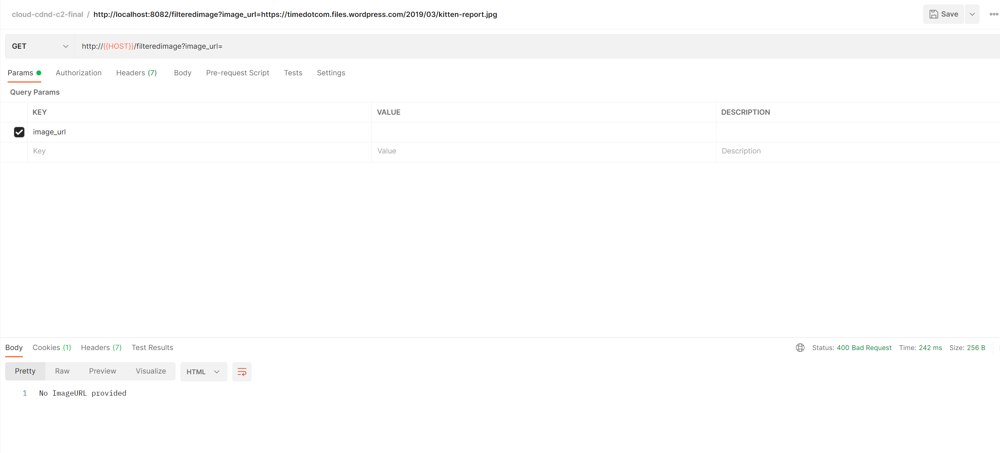 cloud-cdnd-c2-final / http://localhost:8082/filteredimage?image_url=https://timedotcom.files.wordpress.com/2019/03/kitten-report.jpg Save
GET http://{{HOST}}/filteredimage?image_url=
Params Authorization Headers (7) Body Pre-request Script Tests Settings
Query Params
KEY VALUE DESCRIPTION
image_url
Key Value Description
Body Cookies (1) Headers (7) Test Results Status: 400 Bad Request Time: 242 ms Size: 256 B
Pretty Raw Preview Visualize HTML
1 No ImageURL provided